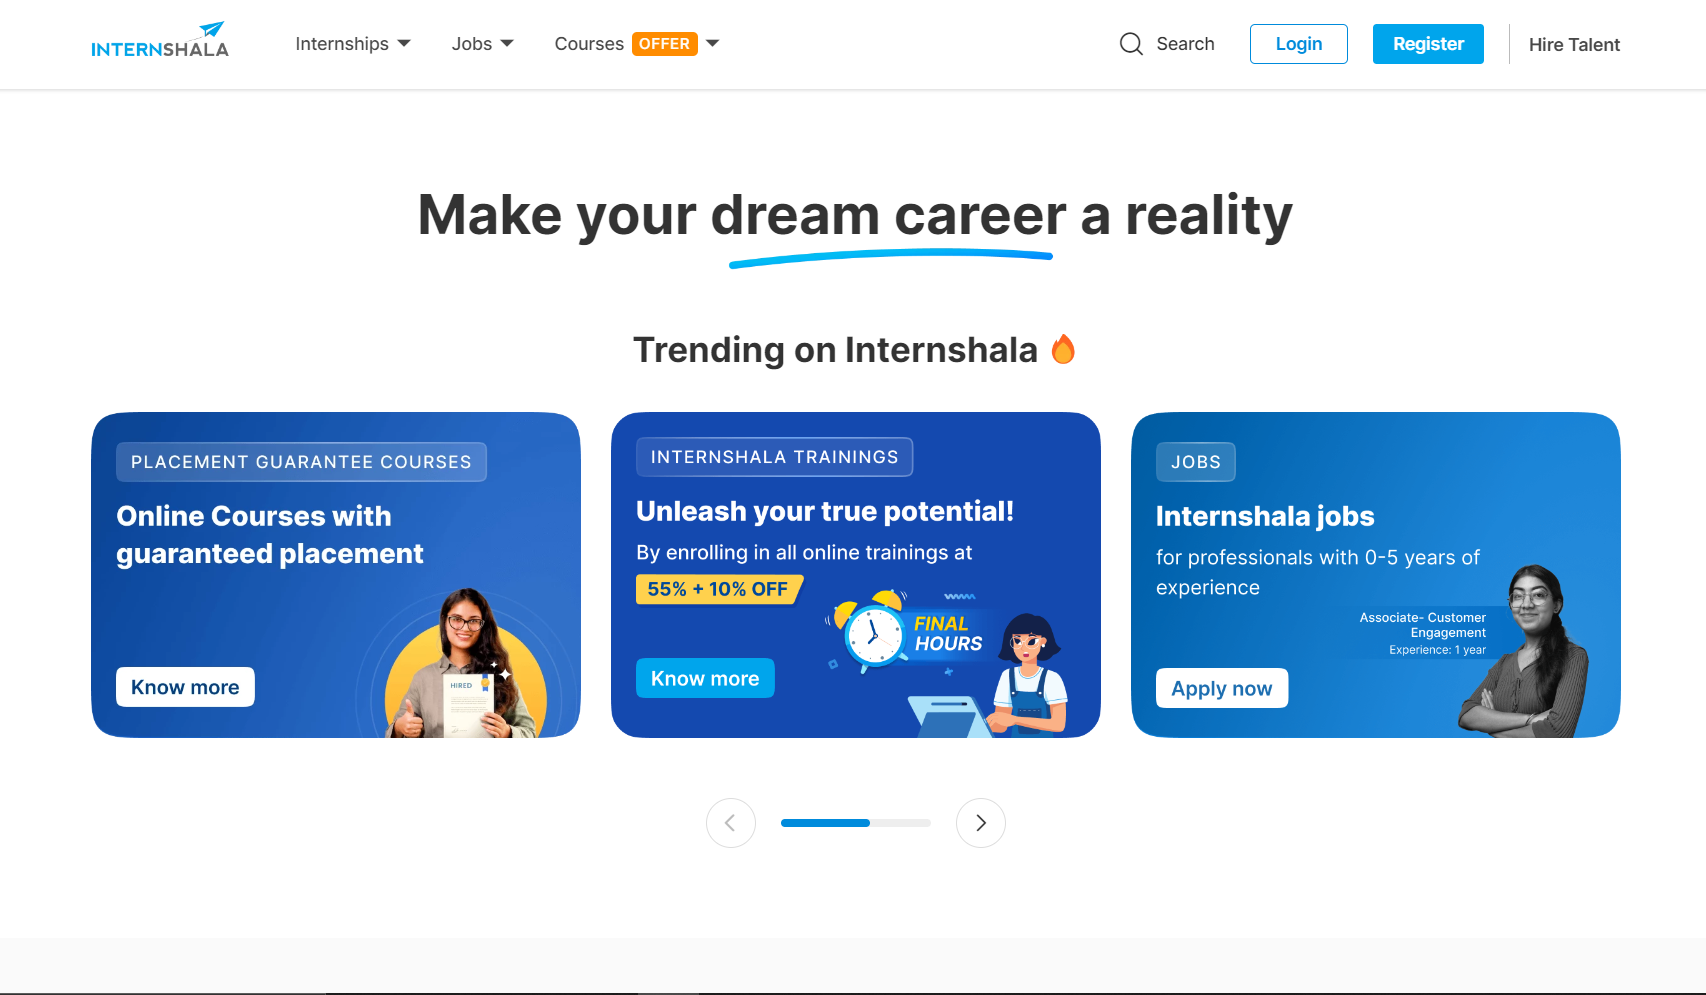 INTERNSHALA
Internships
Jobs
Courses OFFER
Search
Login
Register
Hire Talent
Make your dream career a reality
Trending on Internshala
PLACEMENT GUARANTEE COURSES
Online Courses with
guaranteed placement
HIRED
Know more
INTERNSHALA TRAININGS
Unleash your true potential!
By enrolling in all online trainings at
55% + 10% OFF
FINAL
HOURS
Know more
JOBS
Internshala jobs
for professionals with 0-5 years of
experience
Associate- Customer
Engagement
Experience: 1 year
Apply now